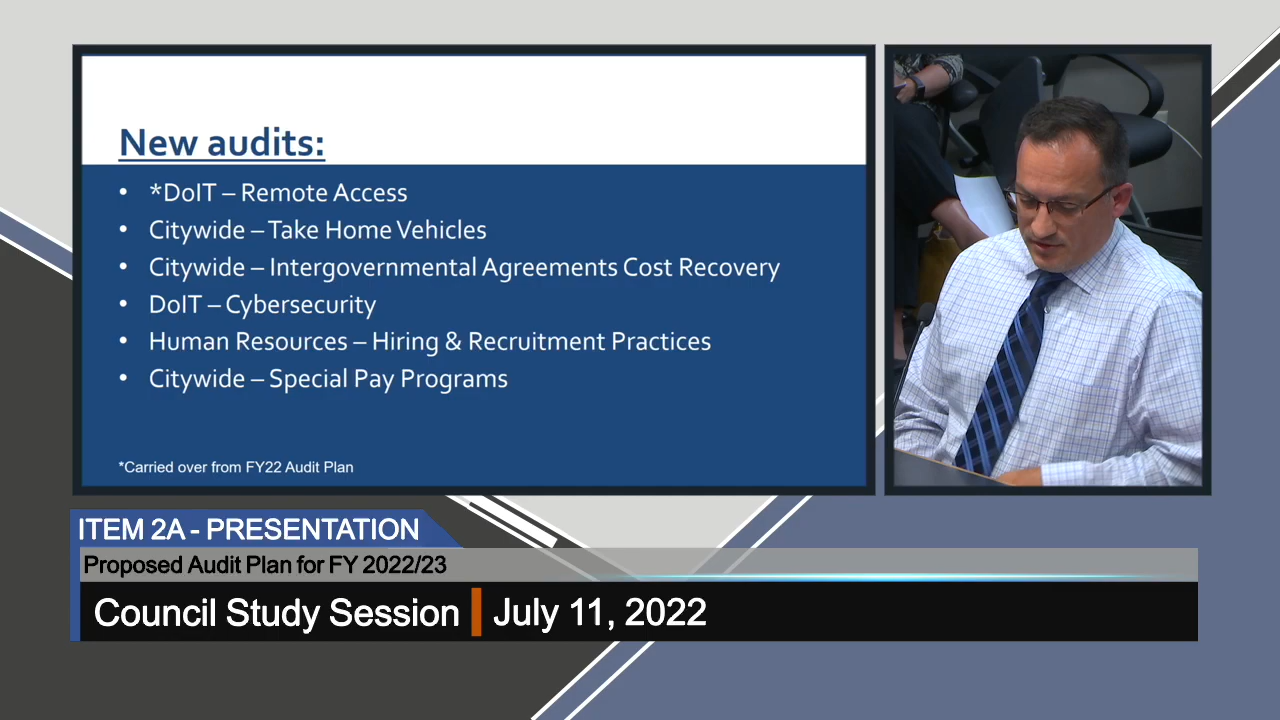 New audits:
• *DoIT – Remote Access
• Citywide – Take Home Vehicles
• Citywide – Intergovernmental Agreements Cost Recovery
• DoIT – Cybersecurity
• Human Resources – Hiring & Recruitment Practices
• Citywide – Special Pay Programs
*Carried over from FY22 Audit Plan
ITEM 2A - PRESENTATION
Proposed Audit Plan for FY 2022/23
Council Study Session | July 11, 2022